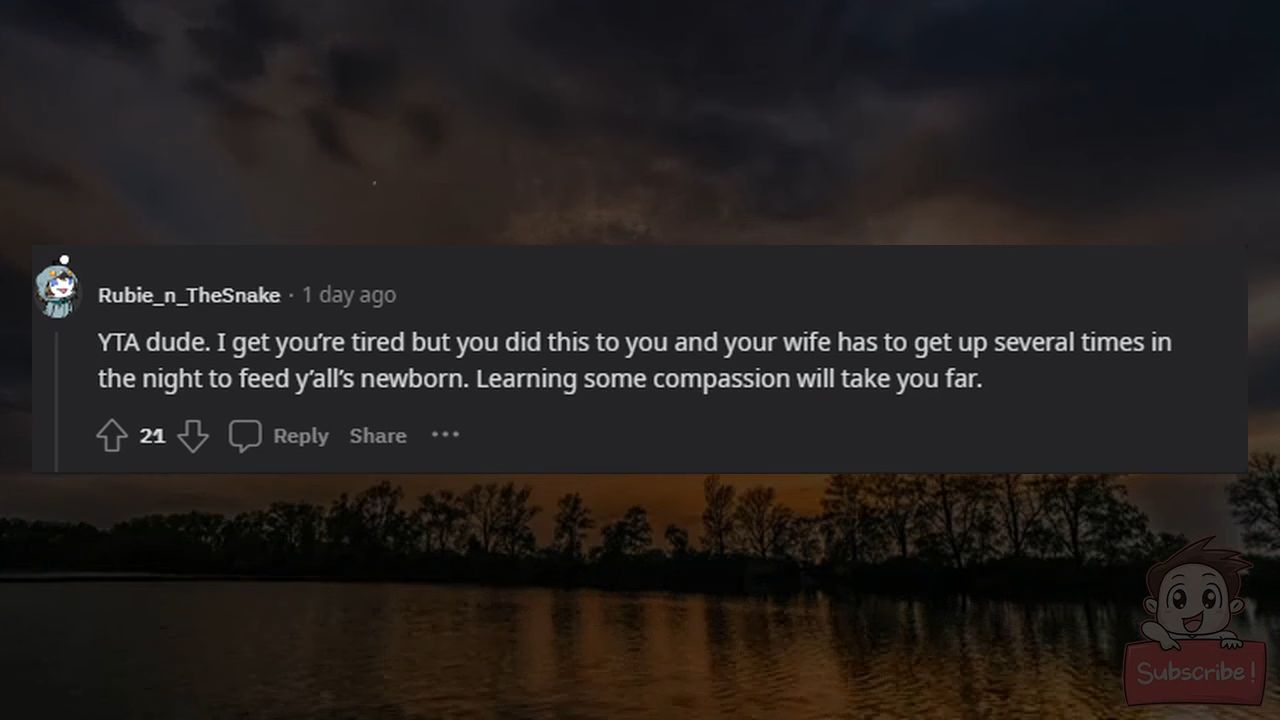 Rubie_n_TheSnake · 1 day ago
YTA dude. I get you’re tired but you did this to you and your wife has to get up several times in
the night to feed y’all’s newborn. Learning some compassion will take you far.
21 Reply Share ···
Subscribe!